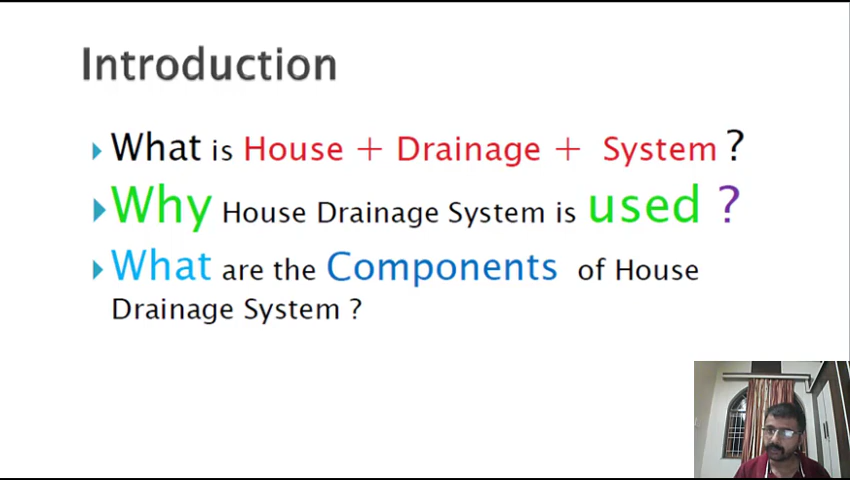 Introduction
What is House + Drainage + System ?
Why House Drainage System is used ?
What are the Components of House
Drainage System ?